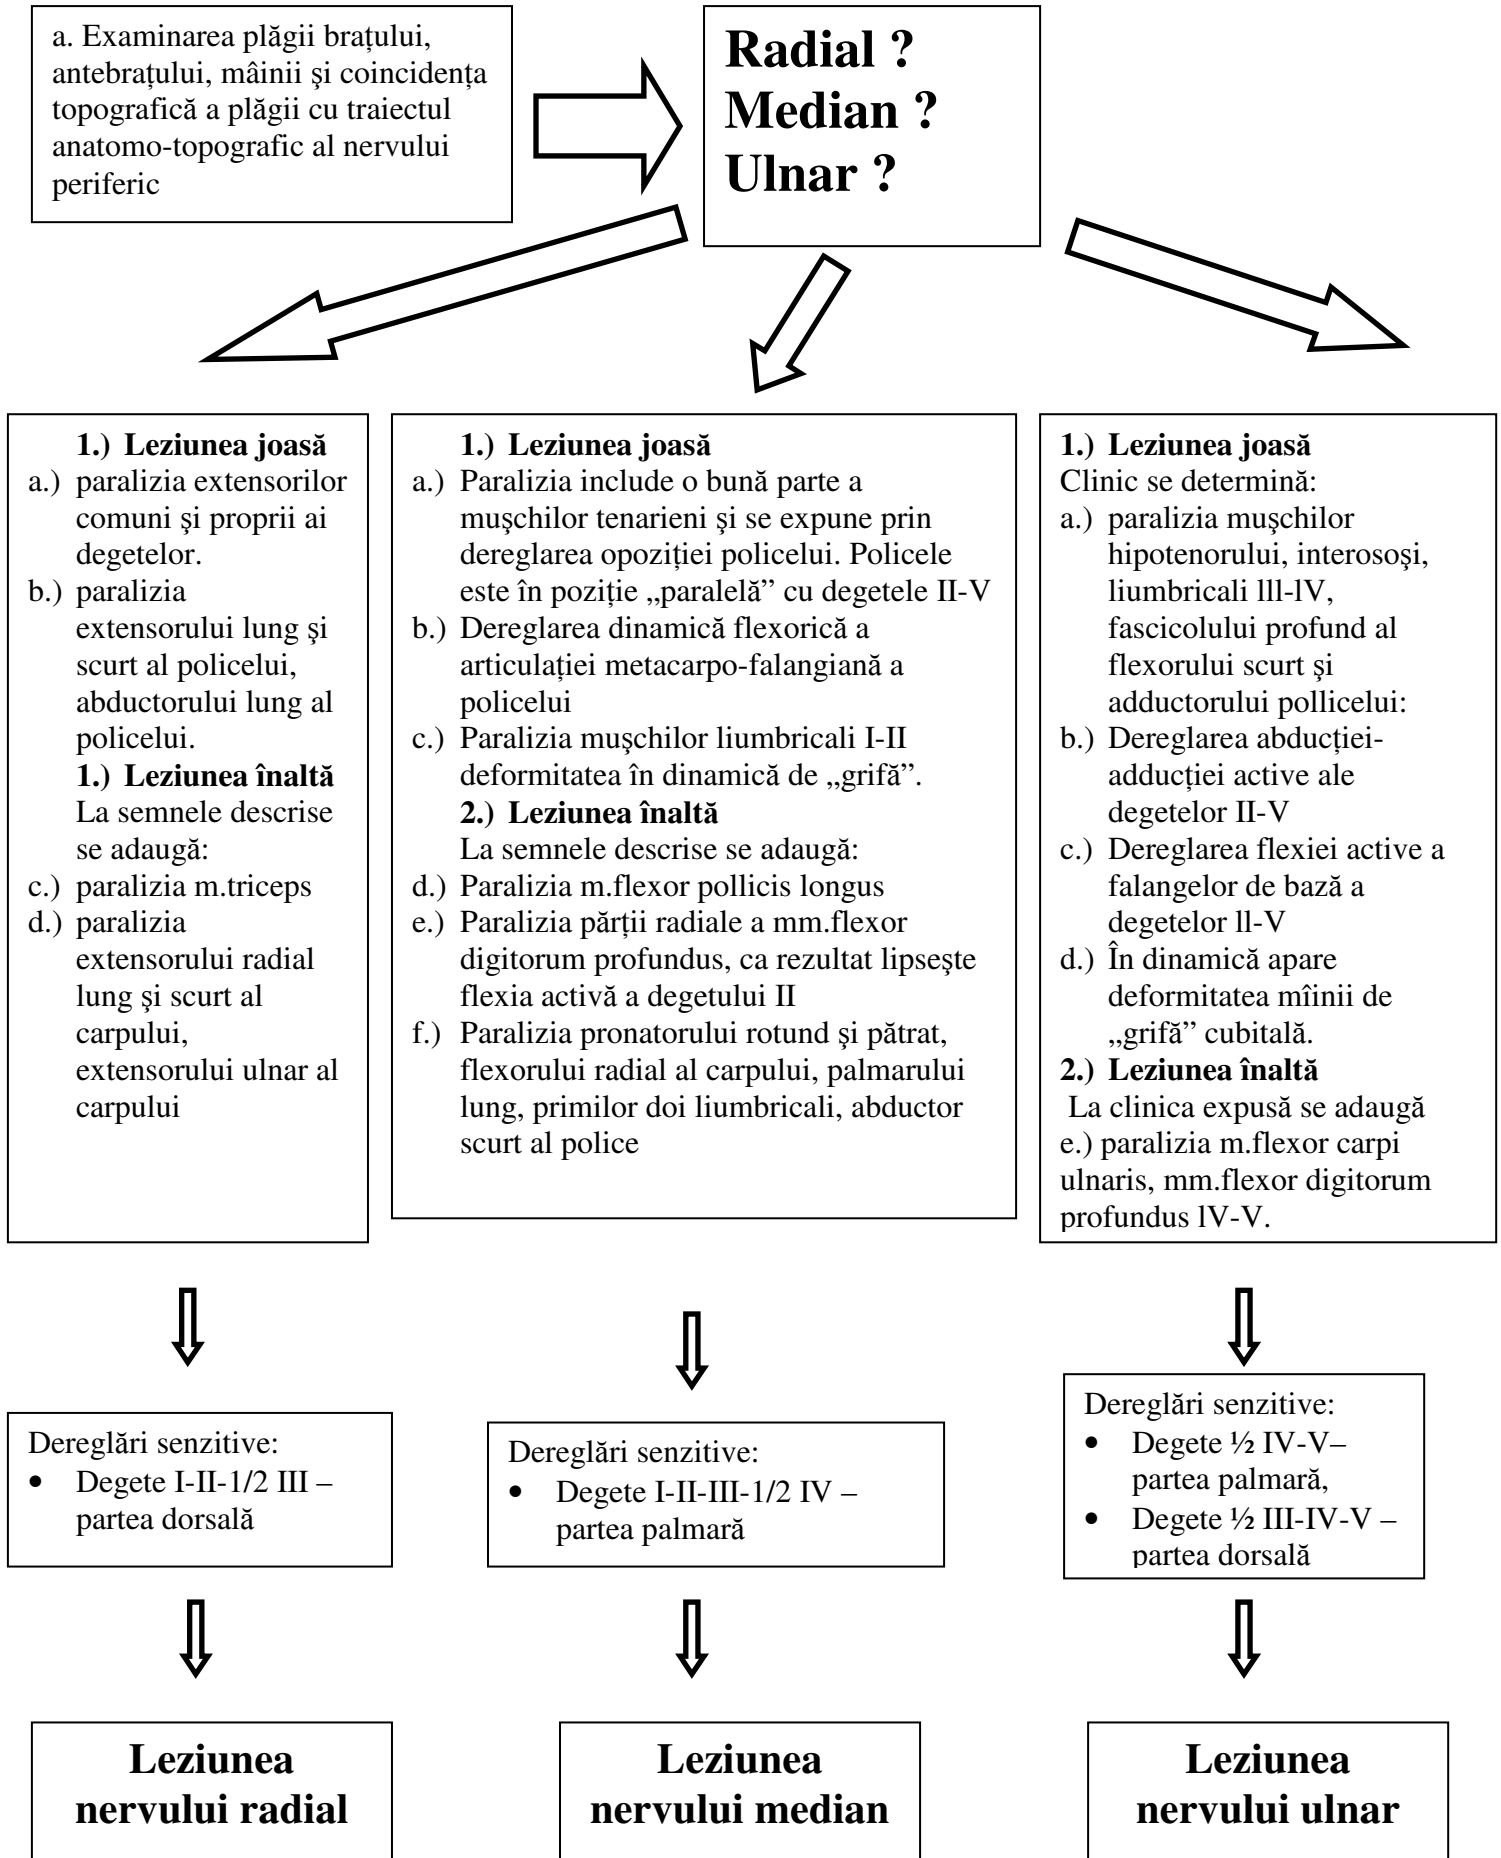 a. Examinarea plăgii brațului,
antebrațului, mâinii şi coincidența
topografică a plăgii cu traiectul
anatomo-topografic al nervului
periferic
Radial ?
Median ?
Ulnar ?
1.) Leziunea joasă
a.) paralizia extensorilor
comuni şi proprii ai
degetelor.
b.) paralizia
extensorului lung şi
scurt al policelui,
abductorului lung al
policelui.
1.) Leziunea înaltă
La semnele descrise
se adaugă:
c.) paralizia m.triceps
d.) paralizia
extensorului radial
lung şi scurt al
carpului,
extensorului ulnar al
carpului
1.) Leziunea joasă
a.) Paralizia include o bună parte a
muşchilor tenarieni şi se expune prin
dereglarea opoziției policelui. Policele
este în poziție „paralelă” cu degetele II-V
b.) Dereglarea dinamică flexorică a
articulației metacarpo-falangiană a
policelui
c.) Paralizia muşchilor liumbricali I-II
deformitatea în dinamică de „grifă”.
2.) Leziunea înaltă
La semnele descrise se adaugă:
d.) Paralizia m.flexor pollicis longus
e.) Paralizia părții radiale a mm.flexor
digitorum profundus, ca rezultat lipseşte
flexia activă a degetului II
f.) Paralizia pronatorului rotund şi pătrat,
flexorului radial al carpului, palmarului
lung, primilor doi liumbricali, abductor
scurt al police
1.) Leziunea joasă
Clinic se determină:
a.) paralizia muşchilor
hipotenorului, interosoşi,
liumbricali lll-lV,
fascicolului profund al
flexorului scurt şi
adductorului pollicelui:
b.) Dereglarea abducției-
adducției active ale
degetelor II-V
c.) Dereglarea flexiei active a
falangelor de bază a
degetelor ll-V
d.) În dinamică apare
deformitatea mîinii de
„grifă” cubitală.
2.) Leziunea înaltă
La clinica expusă se adaugă
e.) paralizia m.flexor carpi
ulnaris, mm.flexor digitorum
profundus lV-V.
Dereglări senzitive:
• Degete I-II-1/2 III –
partea dorsală
Dereglări senzitive:
• Degete I-II-III-1/2 IV –
partea palmară
Dereglări senzitive:
• Degete ½ IV-V–
partea palmară,
• Degete ½ III-IV-V –
partea dorsală
Leziunea
nervului radial
Leziunea
nervului median
Leziunea
nervului ulnar